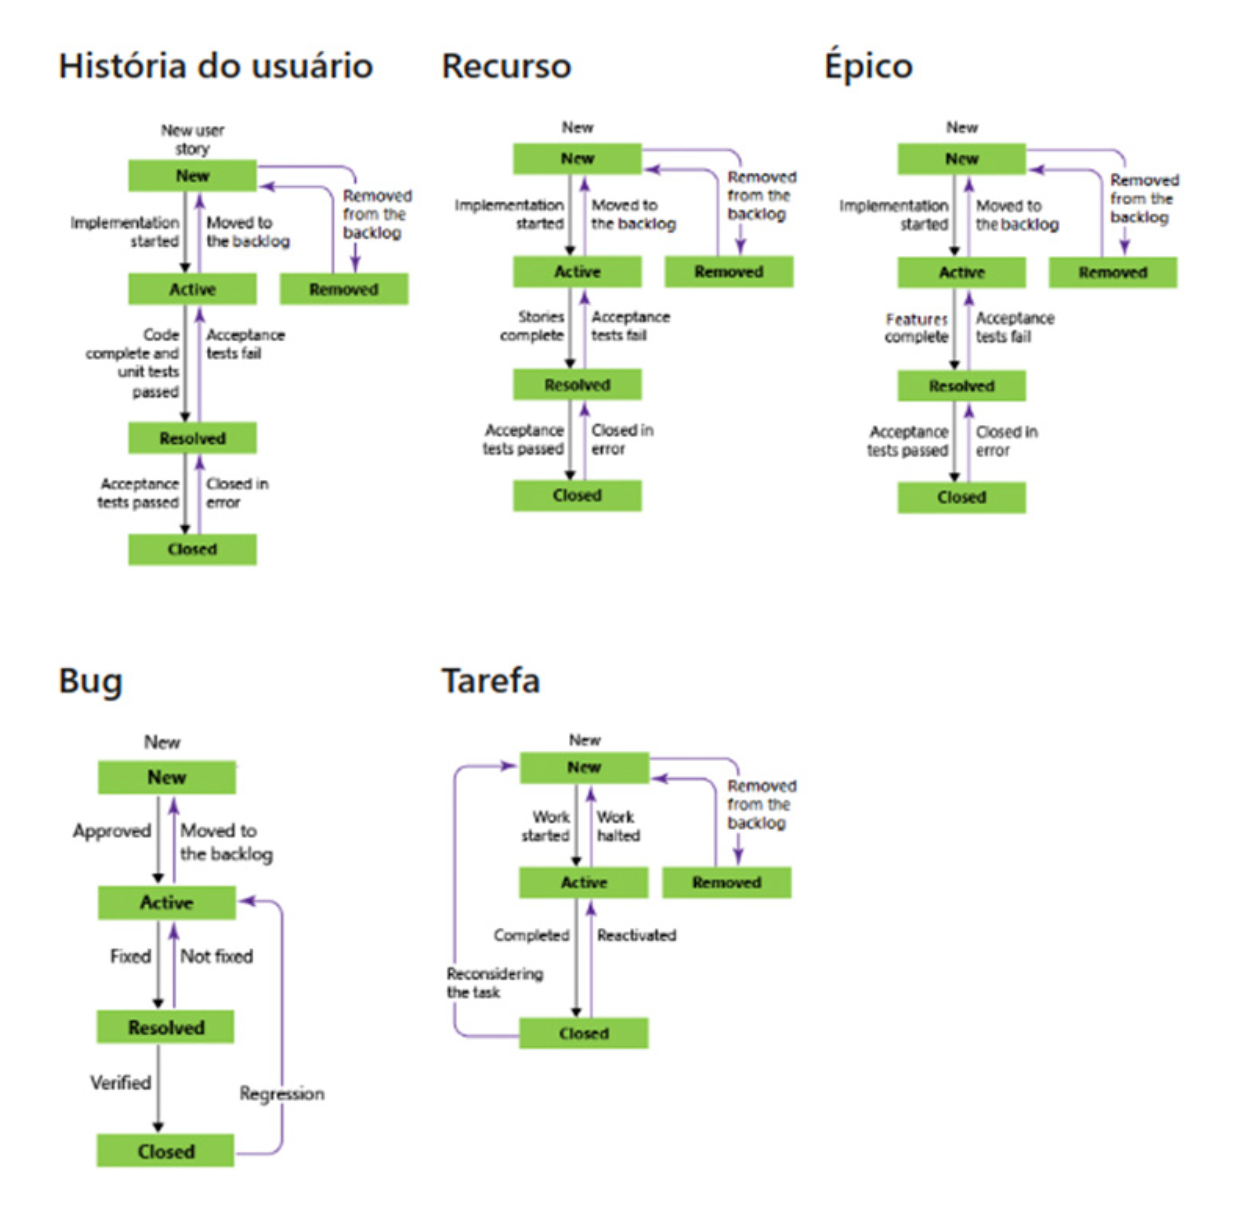 História do usuário
New user
story
New
Implementation
started
Moved to
the backlog
Removed
from the
backlog
Active
Removed
Code
complete and
unit tests
passed
Acceptance
tests fail
Resolved
Acceptance
tests passed
Closed in
error
Closed
Recurso
New
New
Implementation
started
Moved to
the backlog
Removed
from the
backlog
Active
Removed
Stories
complete
Acceptance
tests fail
Resolved
Acceptance
tests passed
Closed in
error
Closed
Épico
New
New
Implementation
started
Moved to
the backlog
Removed
from the
backlog
Active
Removed
Features
complete
Acceptance
tests fail
Resolved
Acceptance
tests passed
Closed in
error
Closed
Bug
New
New
Approved
Moved to
the backlog
Active
Fixed
Not fixed
Resolved
Verified
Regression
Closed
Tarefa
New
New
Work
started
Work
halted
Removed
from the
backlog
Active
Removed
Completed
Reactivated
Reconsidering
the task
Closed